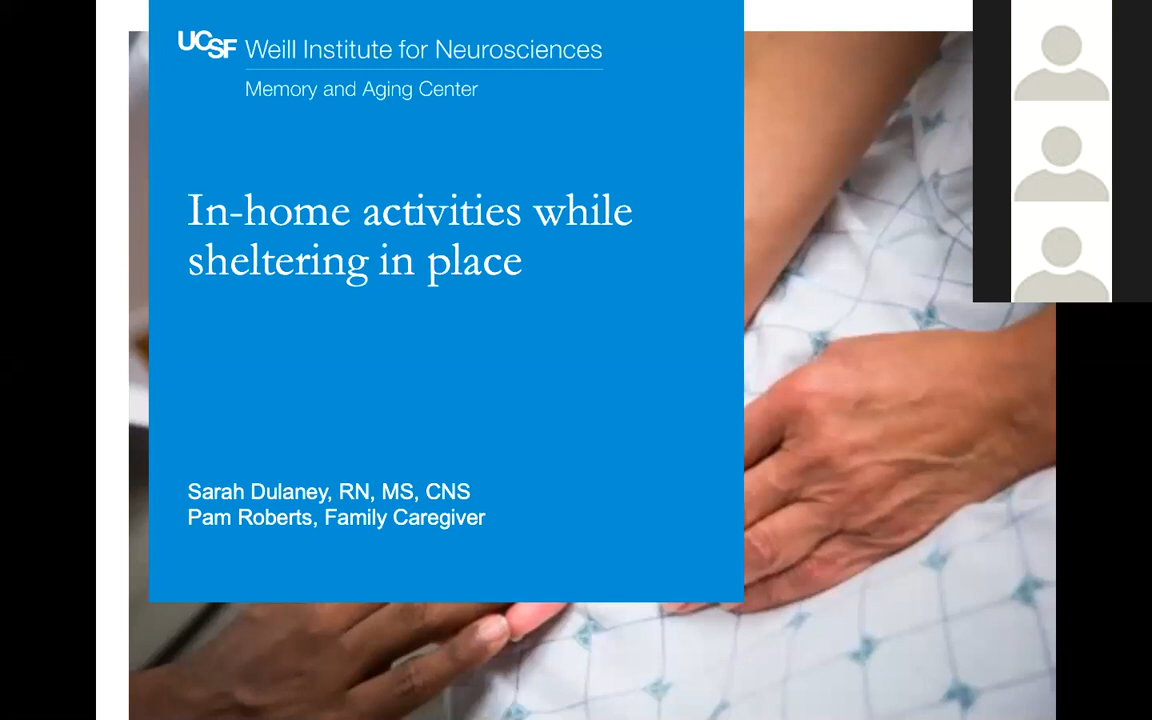 UCSF Weill Institute for Neurosciences
Memory and Aging Center
In-home activities while
sheltering in place
Sarah Dulaney, RN, MS, CNS
Pam Roberts, Family Caregiver